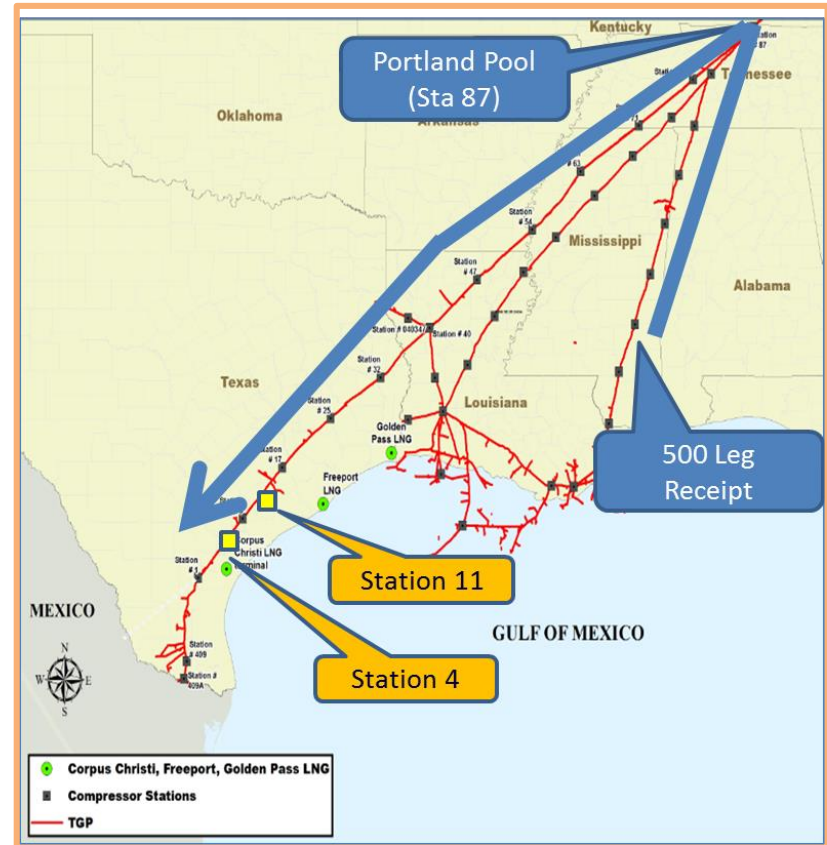 Kentucky
Portland Pool
(Sta 87)
Station
87
Tennessee
Oklahoma
Station
# 63
Station
# 54
Mississippi
Station
# 47
Alabama
Station # 40
Station
# 32
Texas
Station
# 25
Louisiana
Golden
Pass LNG
Station
# 17
Freeport
LNG
500 Leg
Receipt
Corpus
Christi LNG
Station 11
Station
MEXICO
GULF OF MEXICO
Station 4
Station
# 409
Station #
409A
N
W
E
S
Corpus Christi, Freeport, Golden Pass LNG
Compressor Stations
TGP